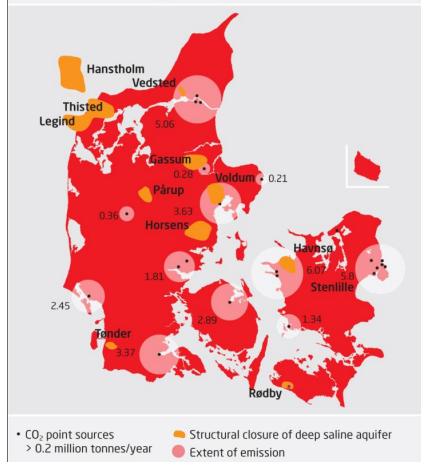 Hanstholm
Vedsted
Thisted
Legind
5.06
Gassum
0.28
Voldum
0.21
Pårup
0.36
3.63
Horsens
Havnsø
6.07
5.8
1.81
Stenlille
2.45
2.89
1.34
Tønder
3.37
Rødby
• CO₂ point sources
> 0.2 million tonnes/year
Structural closure of deep saline aquifer
Extent of emission